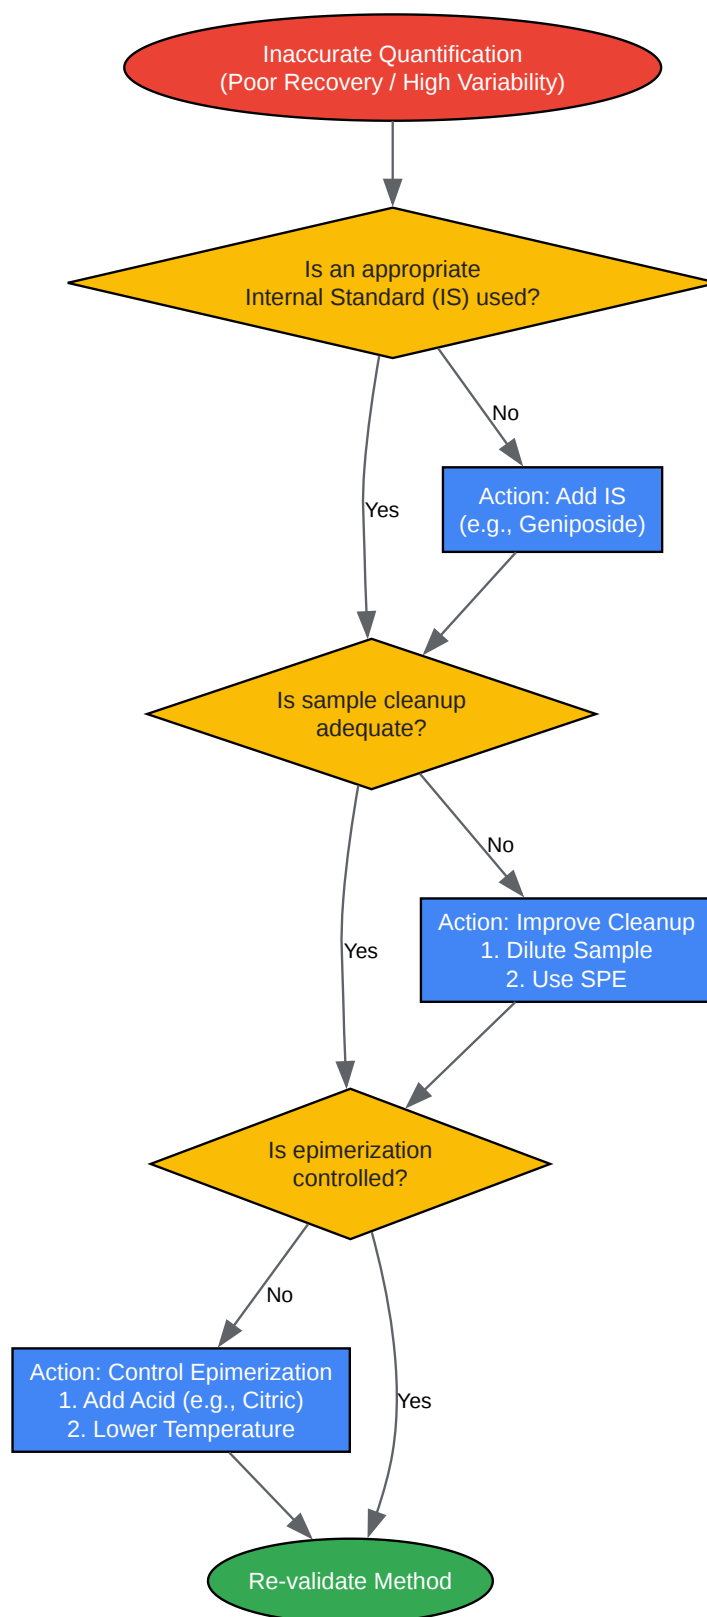 Inaccurate Quantification
(Poor Recovery / High Variability)
Is an appropriate
Internal Standard (IS) used?
No
Action: Add IS
(e.g., Geniposide)
Yes
Is sample cleanup
adequate?
No
Action: Improve Cleanup
1. Dilute Sample
2. Use SPE
Yes
Is epimerization
controlled?
No
Action: Control Epimerization
1. Add Acid (e.g., Citric)
2. Lower Temperature
Yes
Re-validate Method